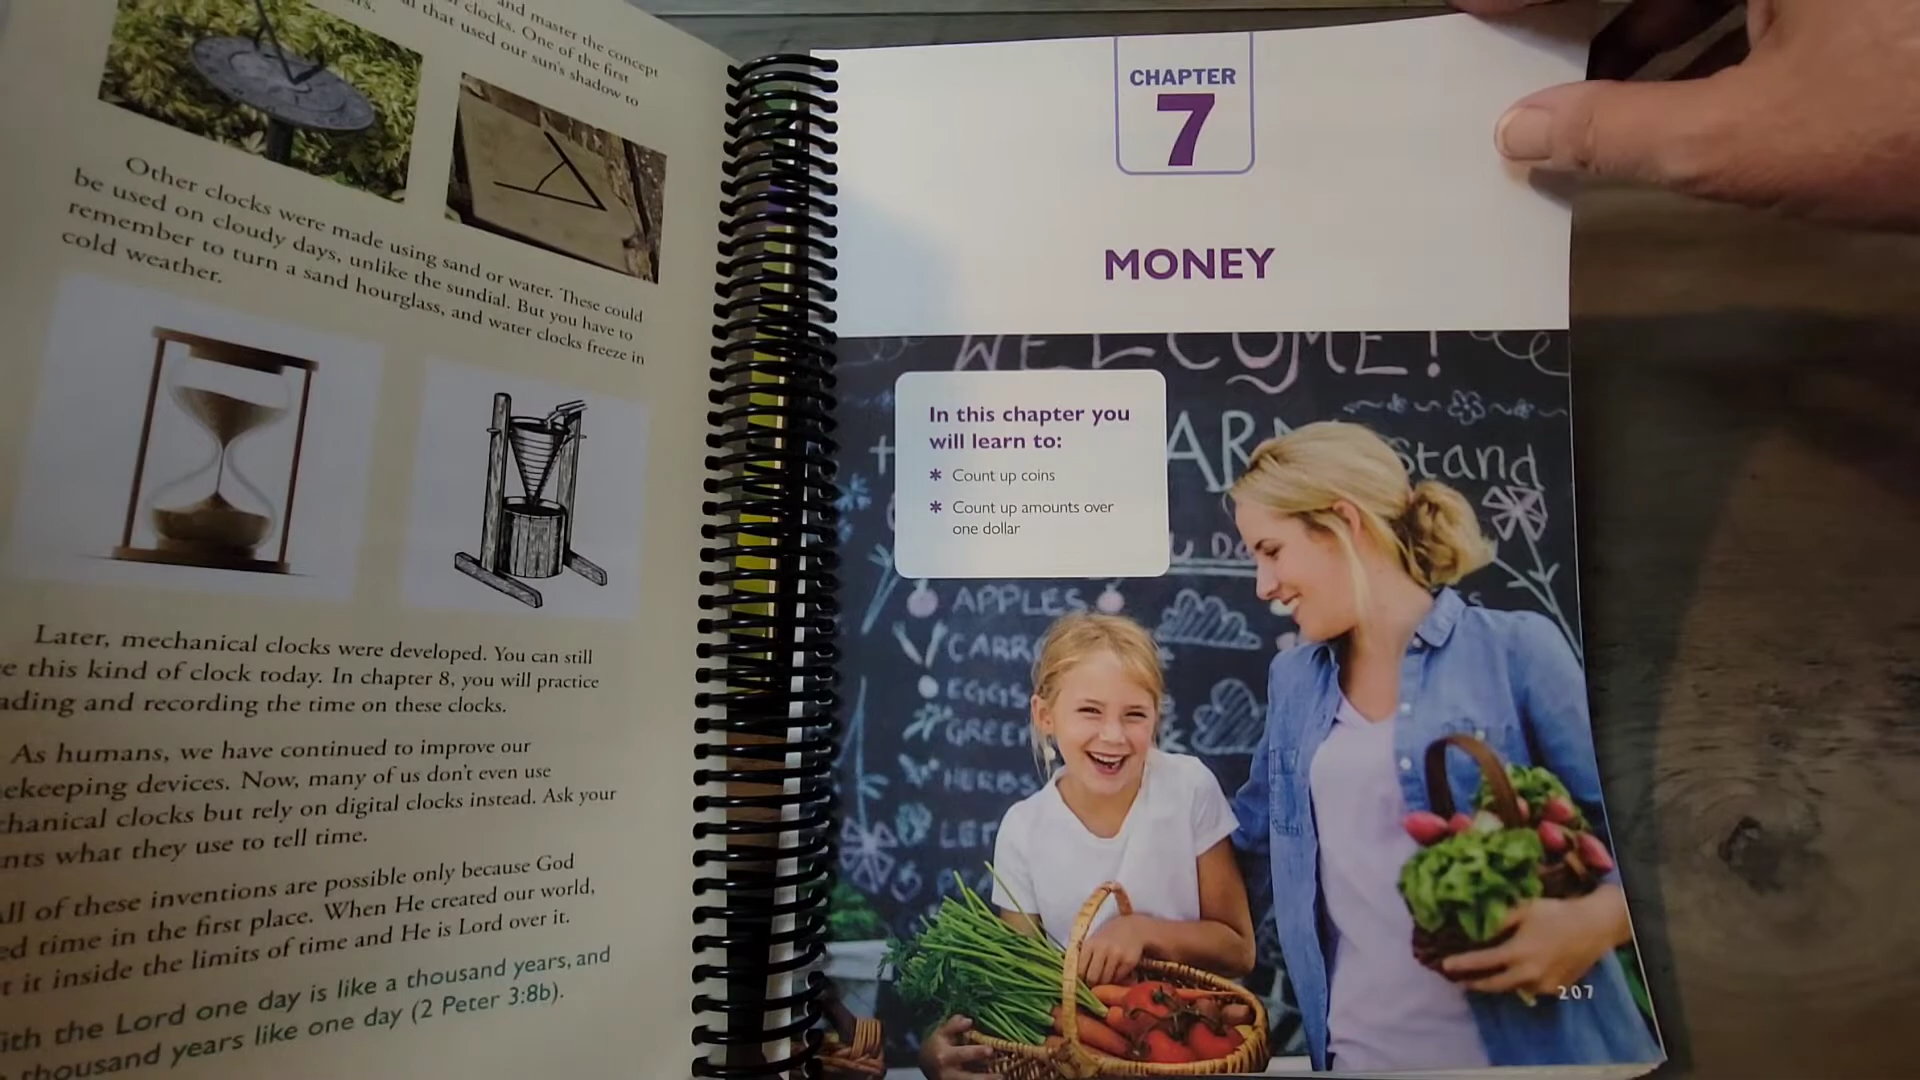 and master the concept
of clocks. One of the first
that used our sun's shadow to
Other clocks were made using sand or water. These could
be used on cloudy days, unlike the sundial. But you have to
remember to turn a sand hourglass, and water clocks freeze in
cold weather.
Later, mechanical clocks were developed. You can still
this kind of clock today. In chapter 8, you will practice
ading and recording the time on these clocks.
As humans, we have continued to improve our
ekeeping devices. Now, many of us don't even use
chanical clocks but rely on digital clocks instead. Ask your
nts what they use to tell time.
All of these inventions are possible only because God
ed time in the first place. When He created our world,
it inside the limits of time and He is Lord over it.
ith the Lord one day is like a thousand years, and
thousand years like one day (2 Peter 3:8b).
CHAPTER
7
MONEY
WELCOME!
Stand
In this chapter you
will learn to:
* Count up coins
* Count up amounts over
one dollar
APPLES
CARR
EGGS
GREE
HERBS
LET
207